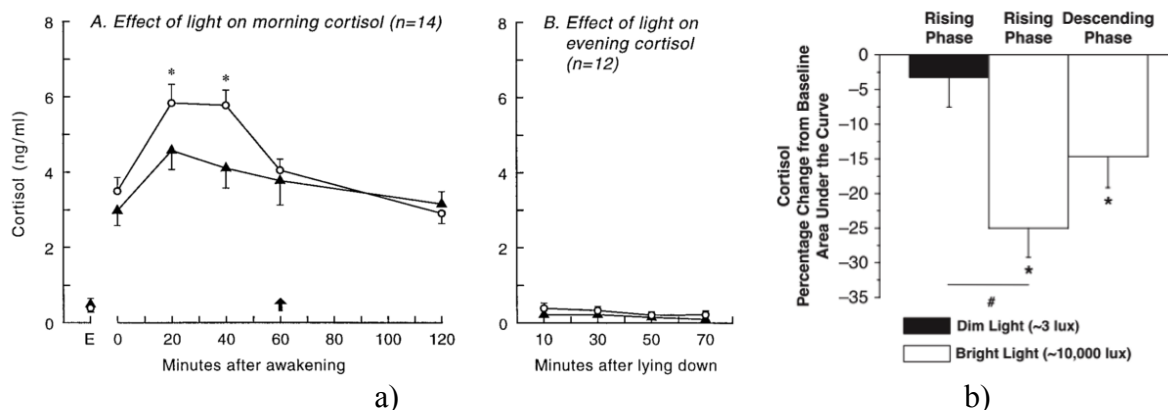 A. Effect of light on morning cortisol (n=14)
8
6
4
2
0
Cortisol (ng/ml)
*
*
E
0
20
40
60
120
Minutes after awakening
B. Effect of light on
evening cortisol
(n=12)
8
6
4
2
0
10
30
50
70
Minutes after lying down
a)
Rising
Phase
Rising
Phase
Descending
Phase
0
−5
−10
−15
−20
−25
−30
−35
Cortisol
Percentage Change from Baseline
Area Under the Curve
*
*
#
Dim Light (~3 lux)
Bright Light (~10,000 lux)
b)